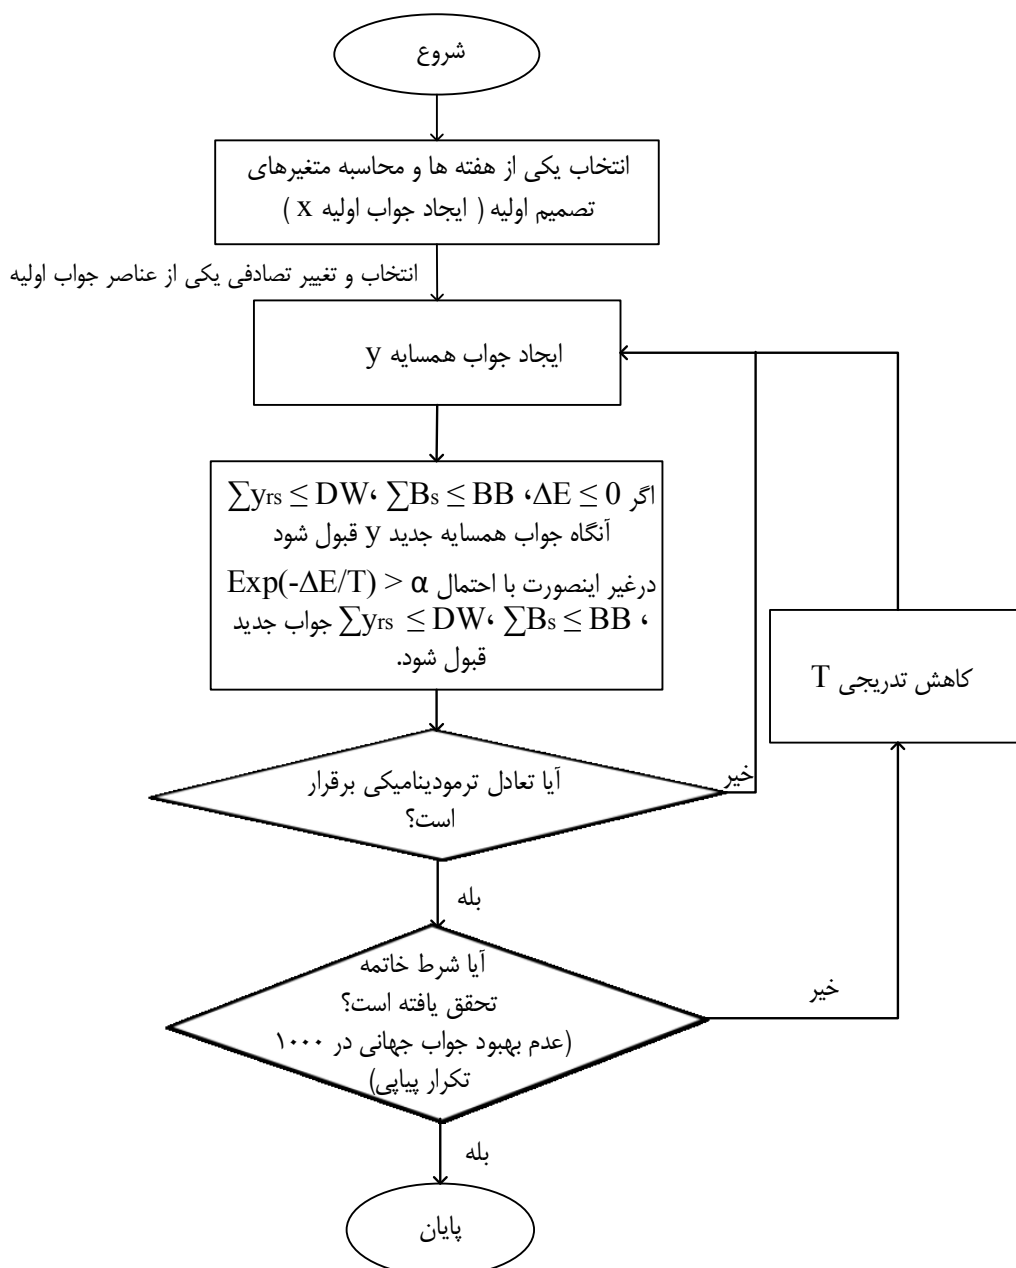 شروع
انتخاب یکی از هفته ها و محاسبه متغیرهای
تصمیم اولیه ( ایجاد جواب اولیه x )
انتخاب و تغییر تصادفی یکی از عناصر جواب اولیه
ایجاد جواب همسایه y
اگر ∑yrs ≤ DW، ∑Bs ≤ BB ،ΔE ≤ 0
آنگاه جواب همسایه جدید y قبول شود
درغیر اینصورت با احتمال Exp(-ΔE/T) > α
، ∑yrs ≤ DW، ∑Bs ≤ BB جواب جدید
قبول شود.
کاهش تدریجی T
آیا تعادل ترمودینامیکی برقرار
است؟
خیر
بله
آیا شرط خاتمه
تحقق یافته است؟
(عدم بهبود جواب جهانی در ۱۰۰۰
تکرار پیاپی)
خیر
بله
پایان